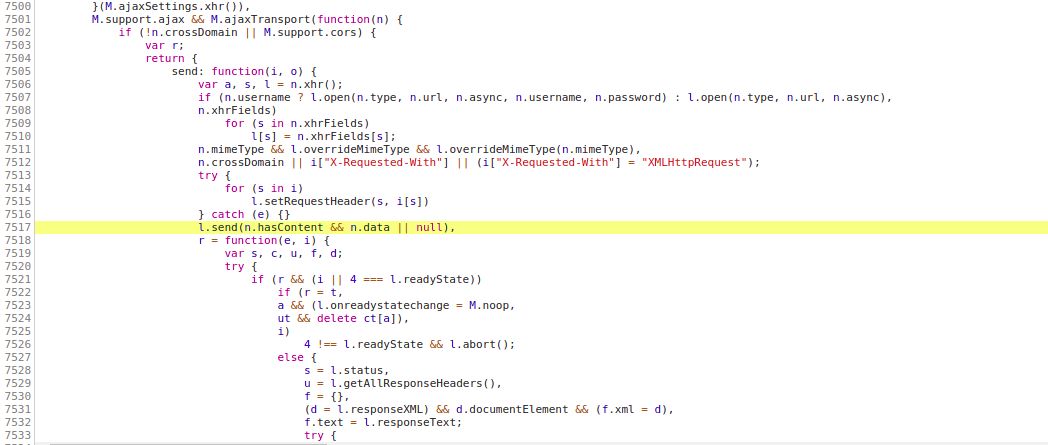 7500 }(M.ajaxSettings.xhr()),
7501 M.support.ajax && M.ajaxTransport(function(n) {
7502 if (!n.crossDomain || M.support.cors) {
7503 var r;
7504 return {
7505 send: function(i, o) {
7506 var a, s, l = n.xhr();
7507 if (n.username ? l.open(n.type, n.url, n.async, n.username, n.password) : l.open(n.type, n.url, n.async),
7508 n.xhrFields)
7509 for (s in n.xhrFields)
7510 l[s] = n.xhrFields[s];
7511 n.mimeType && l.overrideMimeType && l.overrideMimeType(n.mimeType),
7512 n.crossDomain || i["X-Requested-With"] || (i["X-Requested-With"] = "XMLHttpRequest");
7513 try {
7514 for (s in i)
7515 l.setRequestHeader(s, i[s])
7516 } catch (e) {}
7517 l.send(n.hasContent && n.data || null),
7518 r = function(e, i) {
7519 var s, c, u, f, d;
7520 try {
7521 if (r && (i || 4 === l.readyState))
7522 if (r = t,
7523 a && (l.onreadystatechange = M.noop,
7524 ut && delete ct[a]),
7525 i)
7526 4 !== l.readyState && l.abort();
7527 else {
7528 s = l.status,
7529 u = l.getAllResponseHeaders(),
7530 f = {},
7531 (d = l.responseXML) && d.documentElement && (f.xml = d),
7532 f.text = l.responseText;
7533 try {